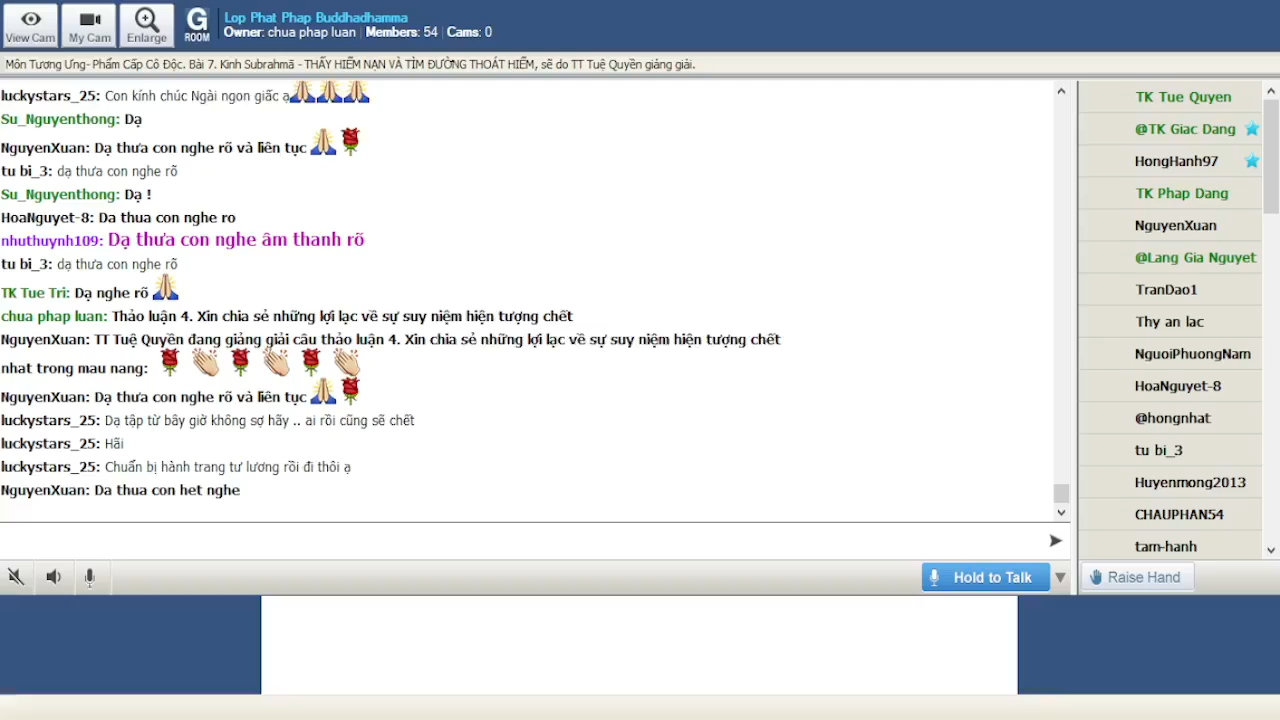 View Cam
My Cam
Enlarge
G
ROOM
Lop Phat Phap Buddhadhamma
Owner: chua phap luan | Members: 54 | Cams: 0
Môn Tương Ưng- Phẩm Cấp Cô Độc. Bài 7. Kinh Subrahmā - THẤY HIỂM NẠN VÀ TÌM ĐƯỜNG THOÁT HIỂM, sẽ do TT Tuệ Quyền giảng giải.
luckystars_25: Con kính chúc Ngài ngon giấc ạ
Su_Nguyenthong: Dạ
NguyenXuan: Dạ thưa con nghe rõ và liên tục
tu bi_3: dạ thưa con nghe rõ
Su_Nguyenthong: Dạ !
HoaNguyet-8: Da thua con nghe ro
nhuthuynh109: Dạ thưa con nghe âm thanh rõ
tu bi_3: dạ thưa con nghe rõ
TK Tue Tri: Dạ nghe rõ
chua phap luan: Thảo luận 4. Xin chia sẻ những lợi lạc về sự suy niệm hiện tượng chết
NguyenXuan: TT Tuệ Quyền đang giảng giải câu thảo luận 4. Xin chia sẻ những lợi lạc về sự suy niệm hiện tượng chết
nhat trong mau nang:
NguyenXuan: Dạ thưa con nghe rõ và liên tục
luckystars_25: Dạ tập từ bây giờ không sợ hãy .. ai rồi cũng sẽ chết
luckystars_25: Hãi
luckystars_25: Chuẩn bị hành trang tư lương rồi đi thôi ạ
NguyenXuan: Da thua con het nghe
TK Tue Quyen
@TK Giac Dang
HongHanh97
TK Phap Dang
NguyenXuan
@Lang Gia Nguyet
TranDao1
Thy an lac
NguoiPhuongNam
HoaNguyet-8
@hongnhat
tu bi_3
Huyenmong2013
CHAUPHAN54
tam-hanh
Hold to Talk
Raise Hand